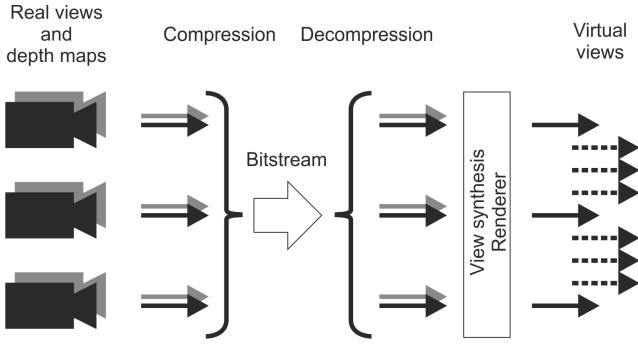 Real views
and
depth maps
Compression
Decompression
Virtual
views
Bitstream
View synthesis
Renderer